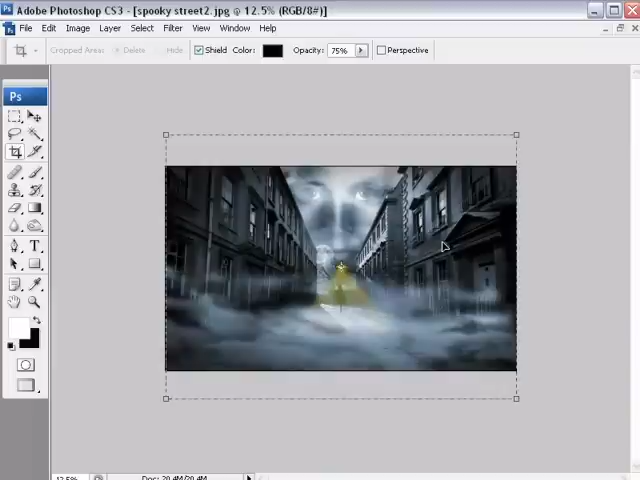 Adobe Photoshop CS3 - [spooky street2.jpg @ 12.5% (RGB/8#)]
File Edit Image Layer Select Filter View Window Help
Cropped Area: Delete Hide Shield Color: Opacity: 75% Perspective
Ps
T
12.5% Doc: 20.4M/20.4M